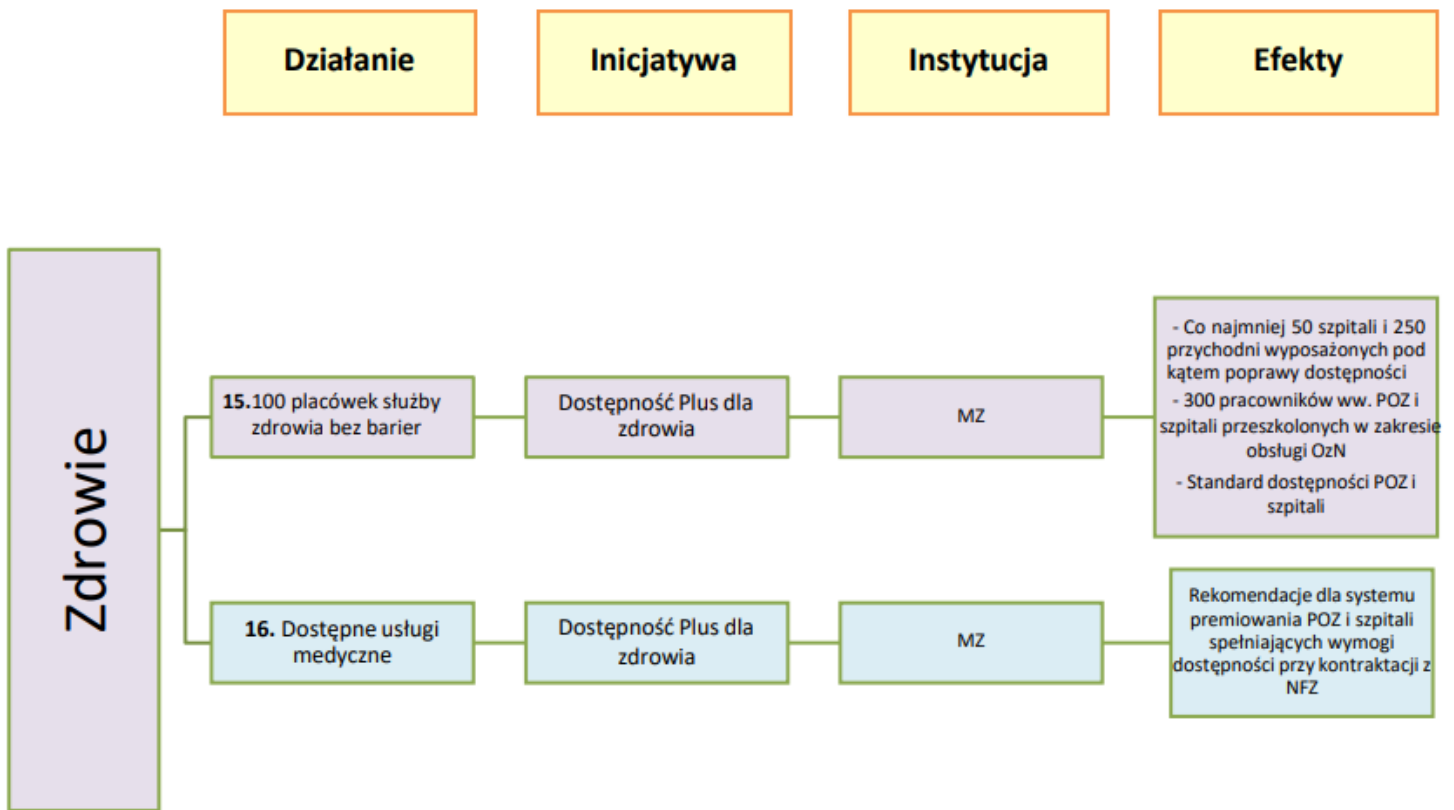 Działanie
Inicjatywa
Instytucja
Efekty
Zdrowie
15.100 placówek służby
zdrowia bez barier
Dostępność Plus dla
zdrowia
MZ
- Co najmniej 50 szpitali i 250
przychodni wyposażonych pod
kątem poprawy dostępności
- 300 pracowników ww. POZ i
szpitali przeszkolonych w zakresie
obsługi OzN
- Standard dostępności POZ i
szpitali
16. Dostępne usługi
medyczne
Dostępność Plus dla
zdrowia
MZ
Rekomendacje dla systemu
premiowania POZ i szpitali
spełniających wymogi
dostępności przy kontraktacji z
NFZ